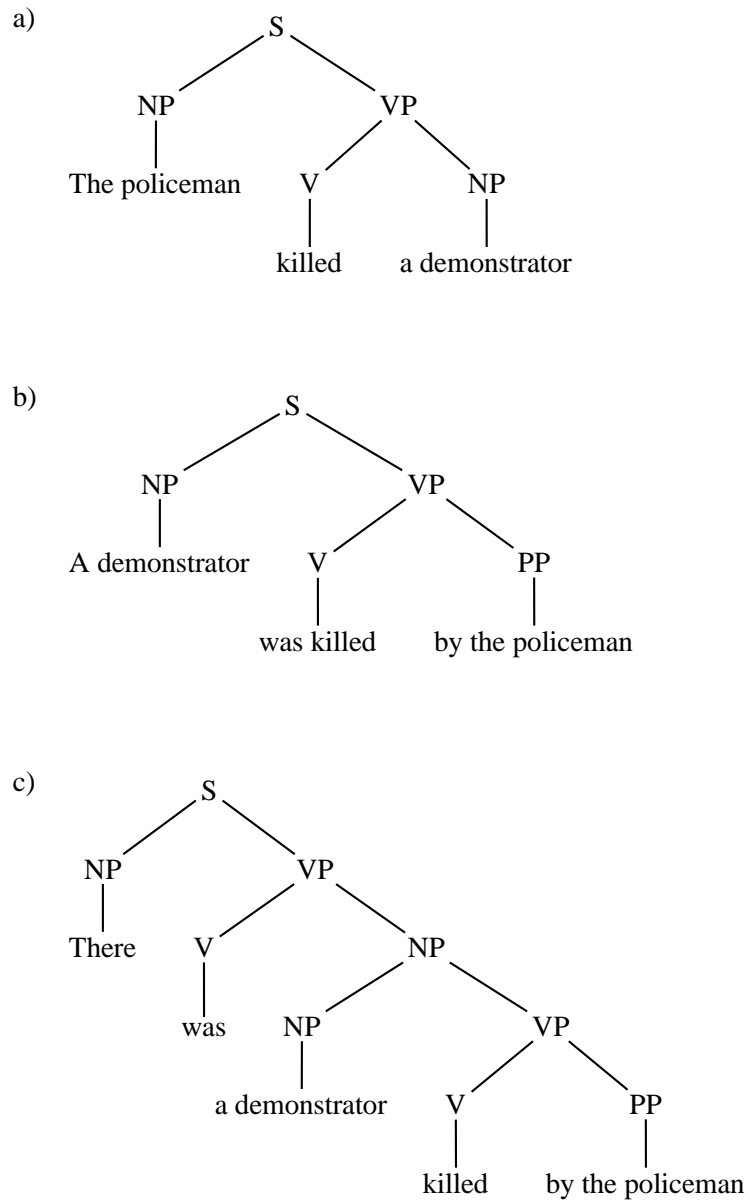 a)
S
NP VP
The policeman V NP
killed a demonstrator
b)
S
NP VP
A demonstrator V PP
was killed by the policeman
c)
S
NP VP
There V NP
was NP VP
a demonstrator V PP
killed by the policeman